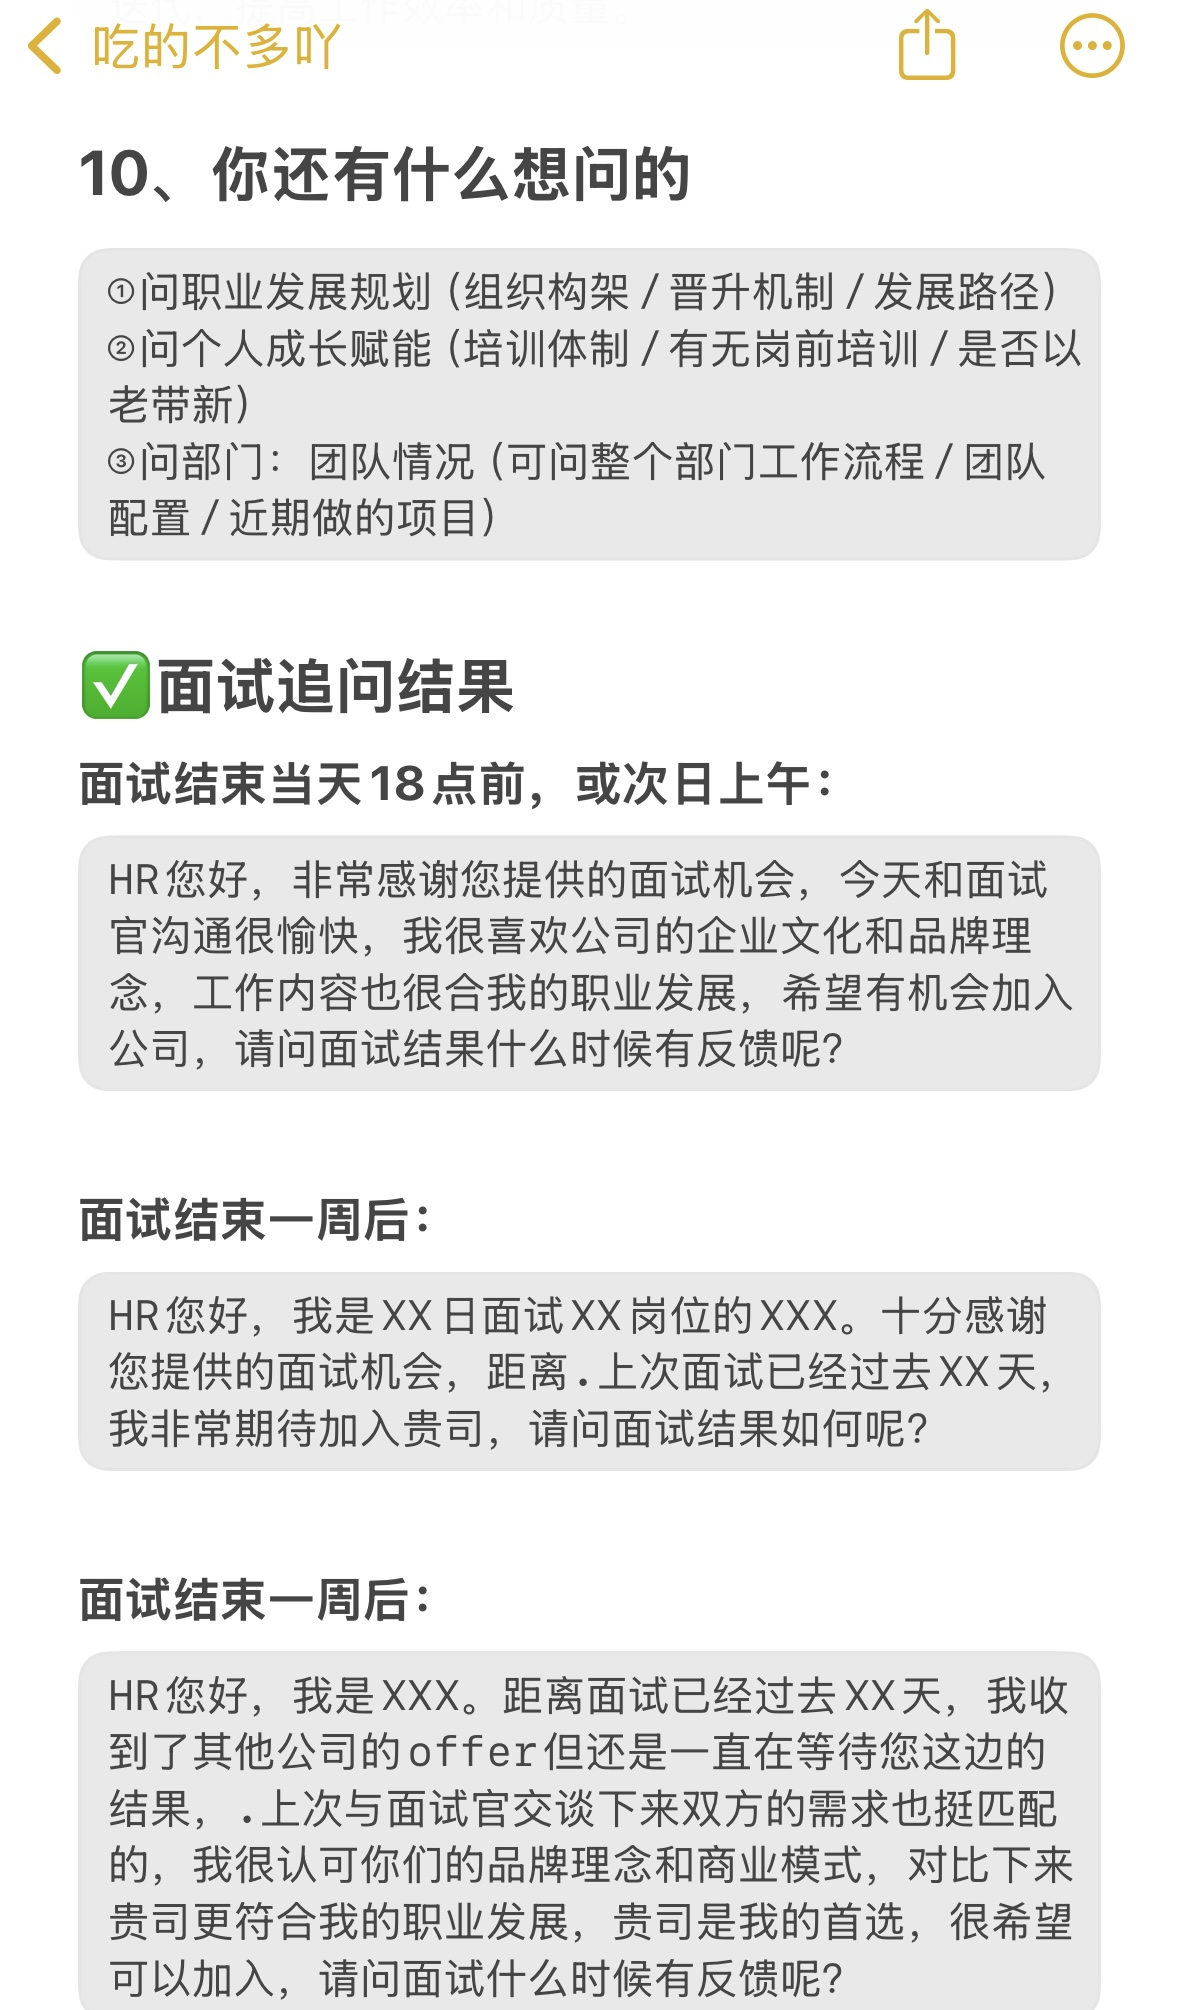 吃的不多吖
10、你还有什么想问的
①问职业发展规划（组织构架 / 晋升机制 / 发展路径）
②问个人成长赋能（培训体制 / 有无岗前培训 / 是否以
老带新）
③问部门：团队情况（可问整个部门工作流程 / 团队
配置 / 近期做的项目）
✅面试追问结果
面试结束当天18点前，或次日上午：
HR您好，非常感谢您提供的面试机会，今天和面试
官沟通很愉快，我很喜欢公司的企业文化和品牌理
念，工作内容也很合我的职业发展，希望有机会加入
公司，请问面试结果什么时候有反馈呢?
面试结束一周后：
HR您好，我是XX日面试XX岗位的XXX。十分感谢
您提供的面试机会，距离.上次面试已经过去XX天，
我非常期待加入贵司，请问面试结果如何呢?
面试结束一周后：
HR您好，我是XXX。距离面试已经过去XX天，我收
到了其他公司的offer但还是一直在等待您这边的
结果，.上次与面试官交谈下来双方的需求也挺匹配
的，我很认可你们的品牌理念和商业模式，对比下来
贵司更符合我的职业发展，贵司是我的首选，很希望
可以加入，请问面试什么时候有反馈呢?